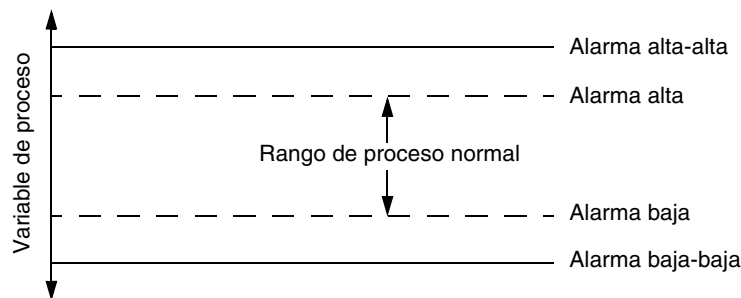 Alarma alta-alta
Alarma alta
Rango de proceso normal
Alarma baja
Alarma baja-baja
Variable de proceso